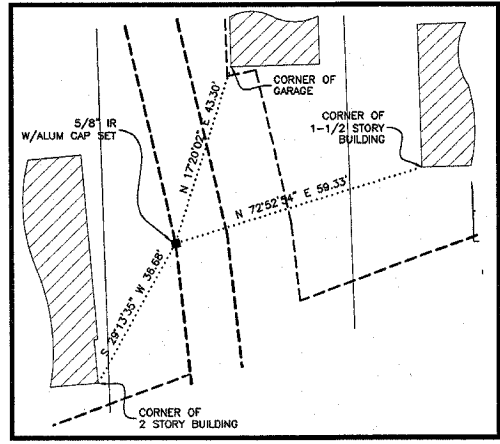 CORNER OF
GARAGE
5/8" IR
W/ALUM CAP SET
N 17°20'02" E 43.30'
CORNER OF
1-1/2 STORY
BUILDING
N 72°52'54" E 59.33'
S 29°13'35" W 38.68'
CORNER OF
2 STORY BUILDING